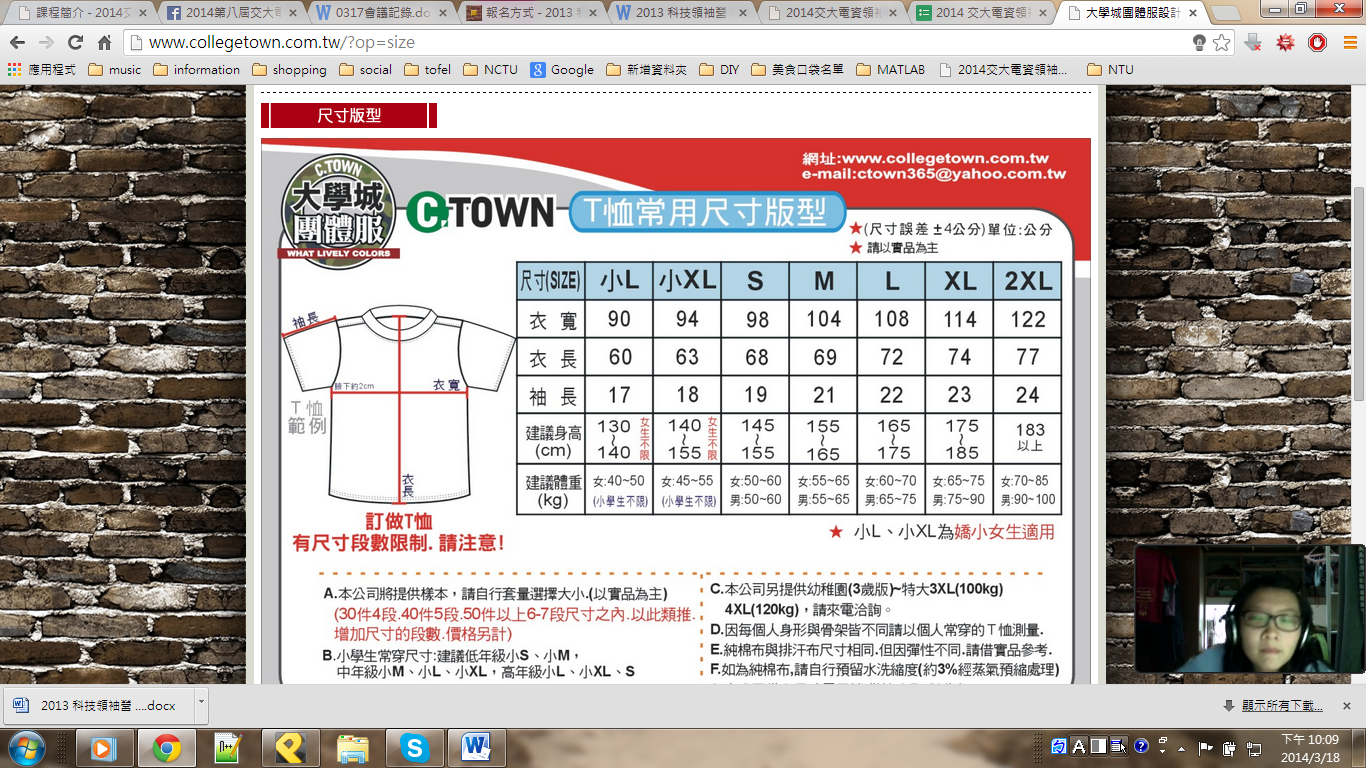 課程簡介 - 2014交
2014第八屆交大電
0317會議記錄.do
報名方式 - 2013 科
2013 科技領袖營
2014交大電資領袖
2014 交大電資領
大學城團體服設計
www.collegetown.com.tw/?op=size
應用程式 music information shopping social tofel NCTU Google 新增資料夾 DIY 美食口袋名單 MATLAB 2014交大電資領袖... NTU
尺寸版型
網址:www.collegetown.com.tw
e-mail:ctown365@yahoo.com.tw
C.TOWN
大學城
團體服
WHAT LIVELY COLORS
C.TOWN
T恤常用尺寸版型
★(尺寸誤差±4公分)單位:公分
★ 請以實品為主
尺寸(SIZE) 小L 小XL S M L XL 2XL
衣 寬 90 94 98 104 108 114 122
衣 長 60 63 68 69 72 74 77
袖 長 17 18 19 21 22 23 24
建議身高(cm) 130~140 女生不限 140~155 女生不限 145~155 155~165 165~175 175~185 183以上
建議體重(kg) 女:40~50 女:45~55 女:50~60 女:55~65 女:60~70 女:65~75 女:70~85
(小學生不限) (小學生不限) 男:50~60 男:55~65 男:65~75 男:75~90 男:90~100
袖長
腋下約2cm
衣寬
T恤
範例
衣長
訂做T恤
有尺寸段數限制. 請注意!
★ 小L、小XL為嬌小女生適用
A.本公司將提供樣本，請自行套量選擇大小.(以實品為主)
(30件4段.40件5段.50件以上6-7段尺寸之內.以此類推.
增加尺寸的段數.價格另計)
B.小學生常穿尺寸:建議低年級小S、小M，
中年級小M、小L、小XL，高年級小L、小XL、S
C.本公司另提供幼稚園(3歲版)~特大3XL(100kg)
4XL(120kg)，請來電洽詢。
D.因每個人身形與骨架皆不同請以個人常穿的T恤測量.
E.純棉布與排汗布尺寸相同.但因彈性不同.請借實品參考.
F.如為純棉布,請自行預留水洗縮度(約3%經蒸氣預縮處理)
2013 科技領袖營 ....docx
顯示所有下載...
下午 10:09
2014/3/18